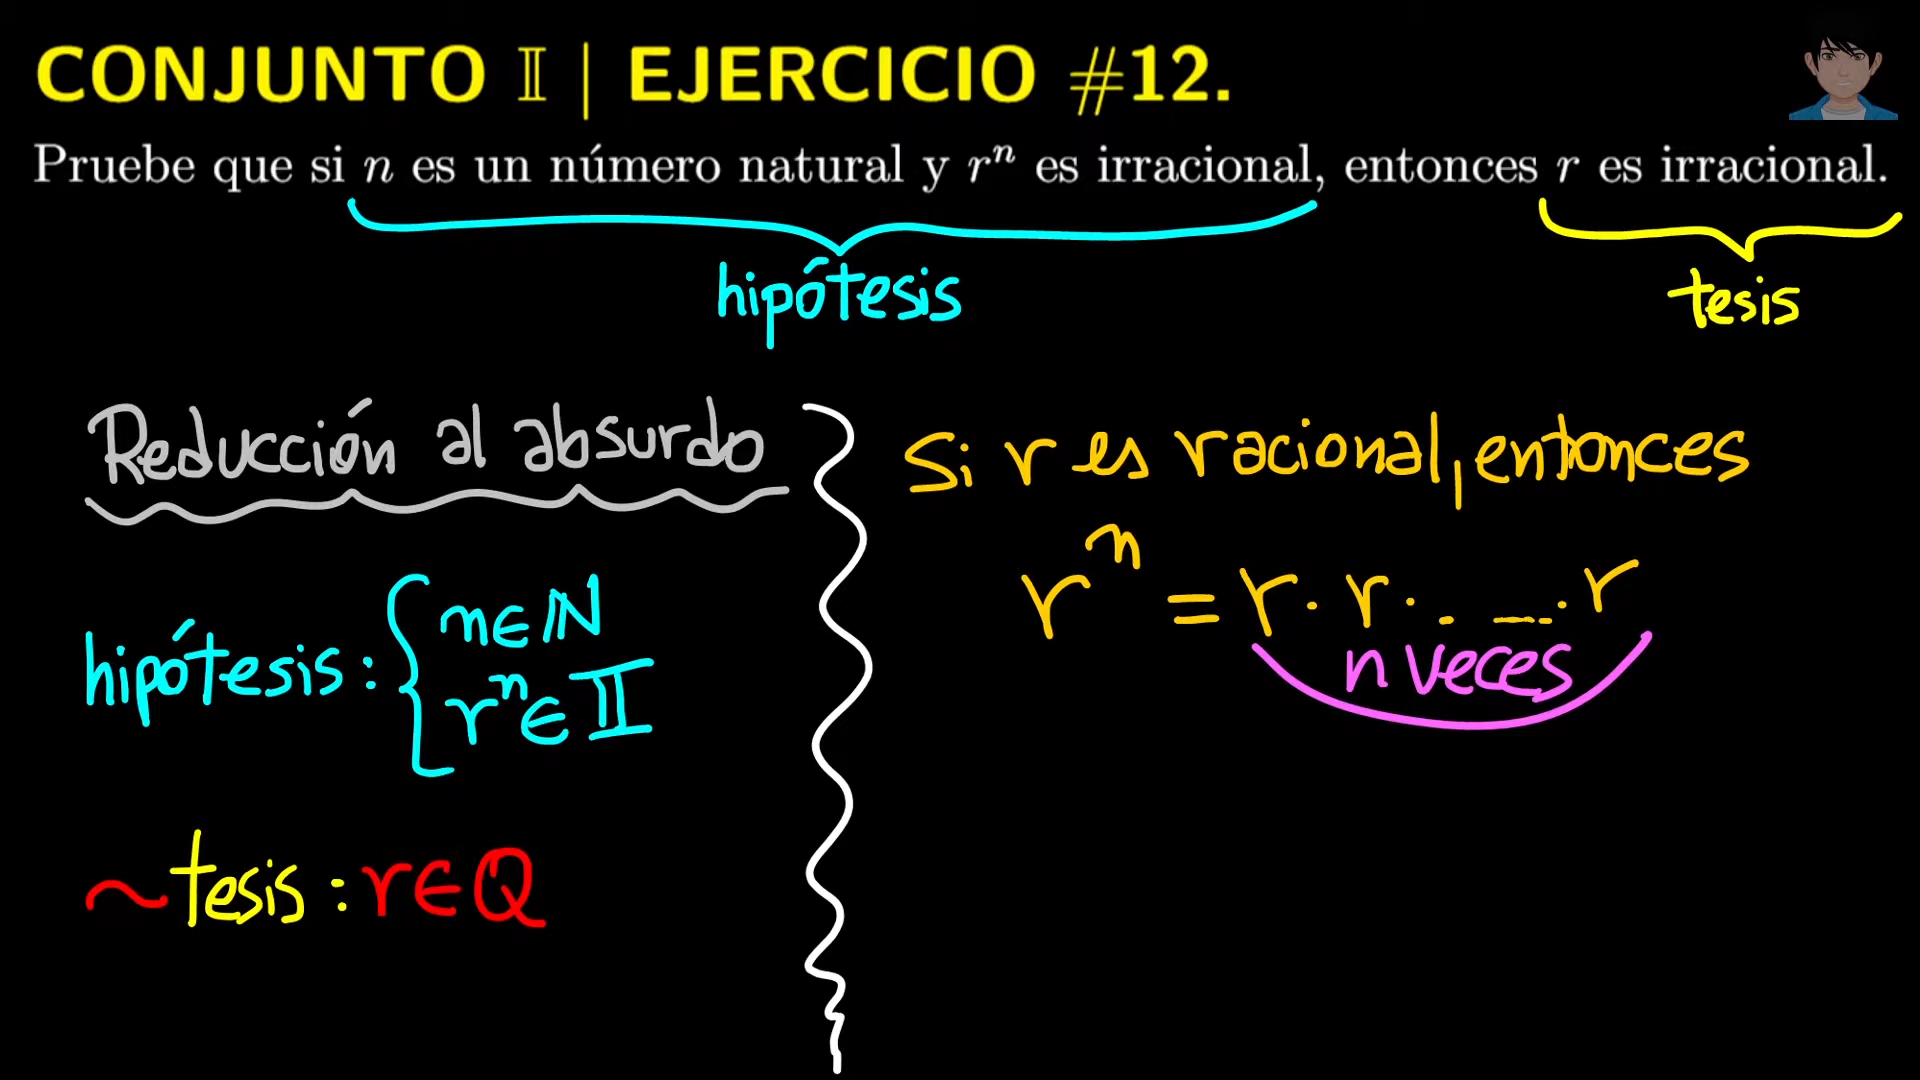 CONJUNTO 𝕀 | EJERCICIO #12.
Pruebe que si n es un número natural y rⁿ es irracional, entonces r es irracional.
hipótesis
tesis
Reducción al absurdo
hipótesis: { n ∈ ℕ
rⁿ ∈ 𝕀
~tesis: r ∈ Q
Si r es racional, entonces
rⁿ = r · r · . ... · r
n veces